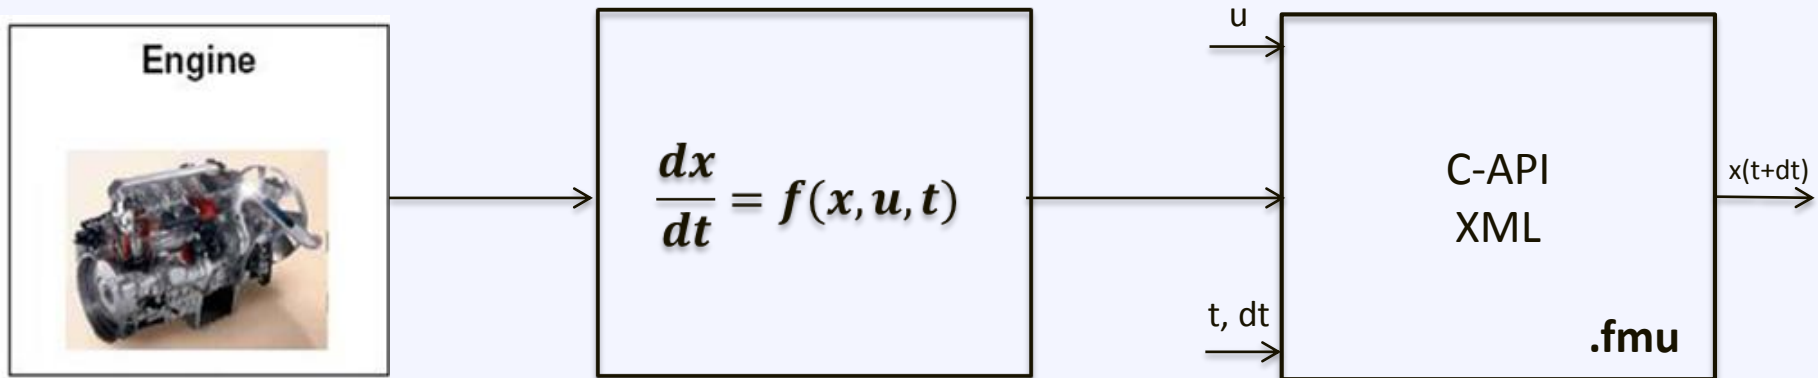 Engine
dx/dt = f(x, u, t)
u
t, dt
C-API
XML
.fmu
x(t+dt)